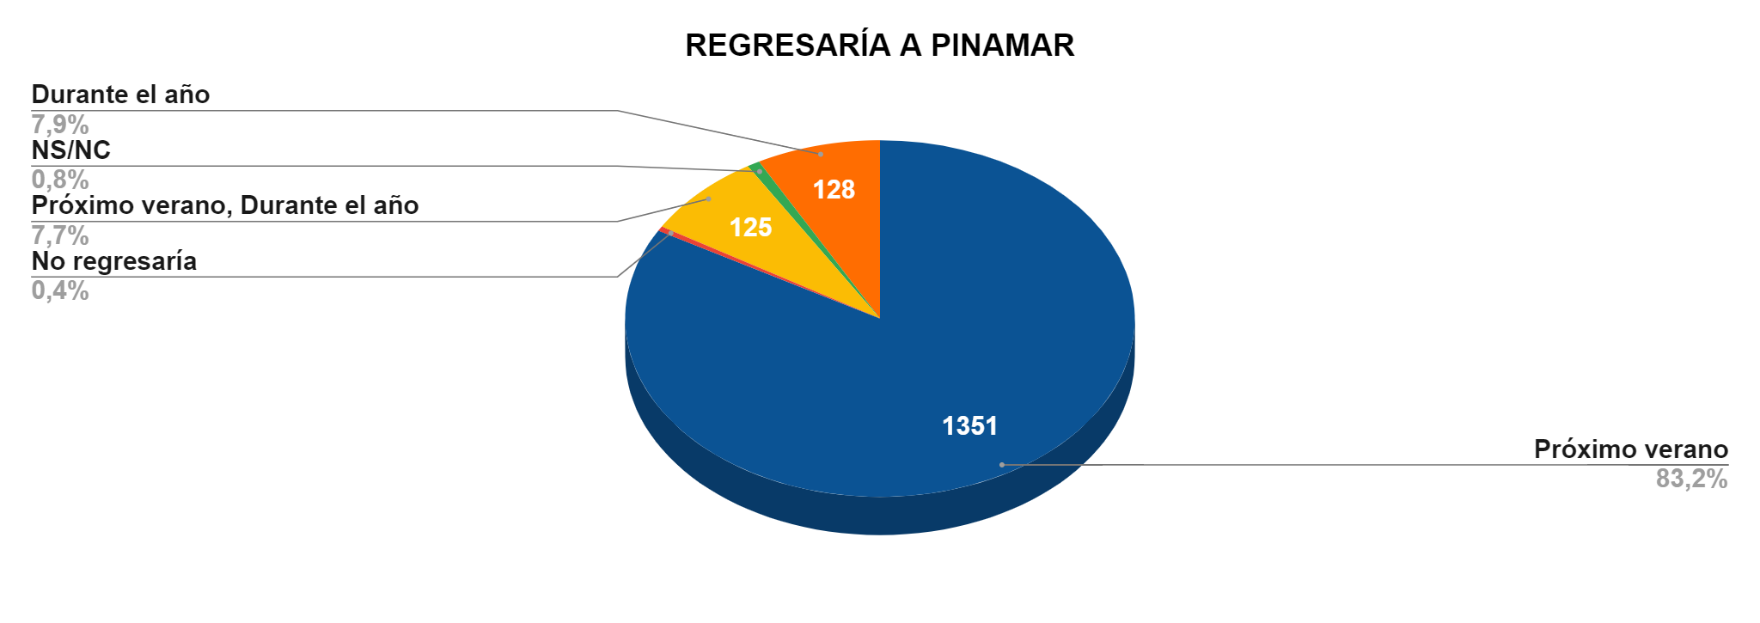 REGRESARÍA A PINAMAR
Durante el año
7,9%
NS/NC
0,8%
Próximo verano, Durante el año
7,7%
No regresaría
0,4%
128
125
1351
Próximo verano
83,2%